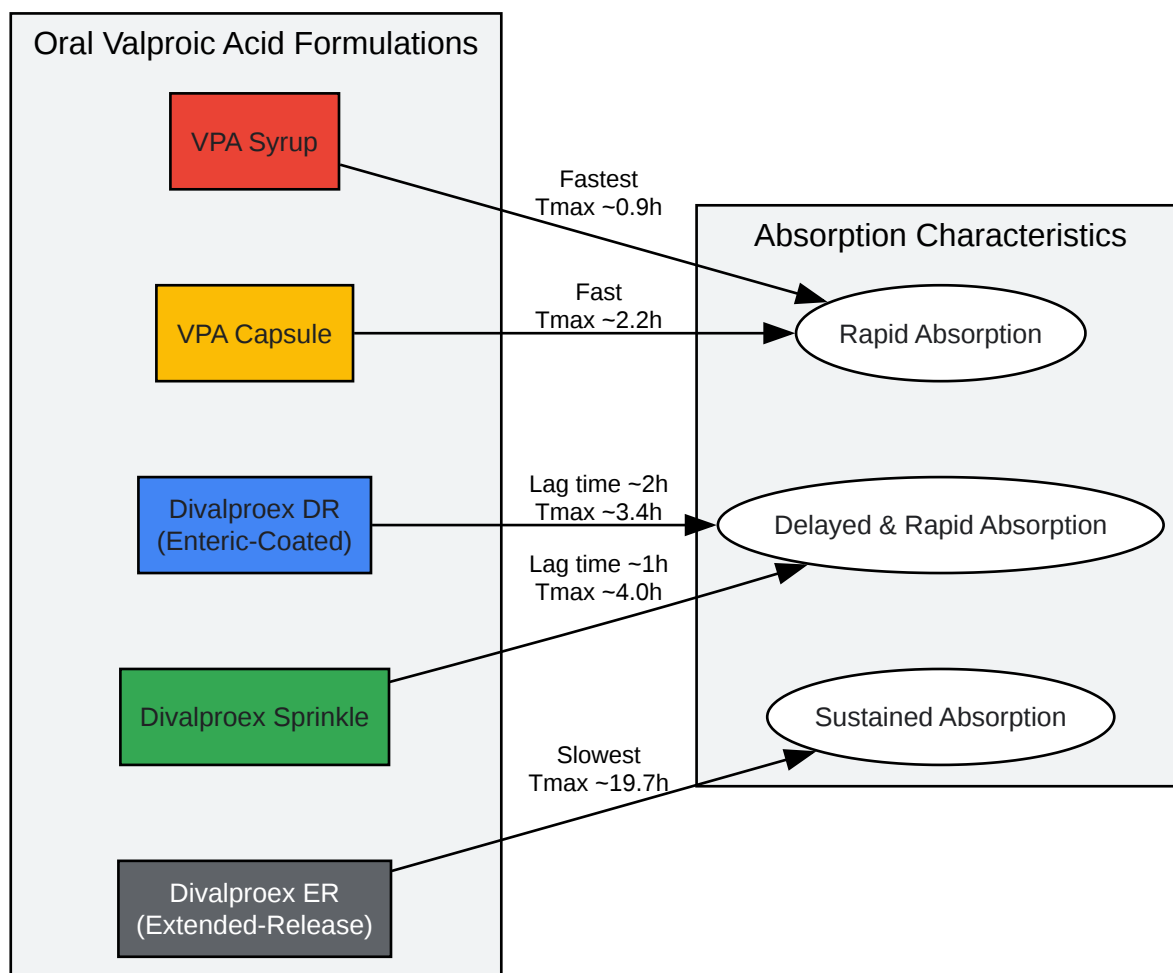 Oral Valproic Acid Formulations
VPA Syrup
Fastest
Tmax ~0.9h
Absorption Characteristics
VPA Capsule
Fast
Tmax ~2.2h
Rapid Absorption
Divalproex DR
(Enteric-Coated)
Lag time ~2h
Tmax ~3.4h
Delayed & Rapid Absorption
Lag time ~1h
Tmax ~4.0h
Divalproex Sprinkle
Sustained Absorption
Slowest
Tmax ~19.7h
Divalproex ER
(Extended-Release)